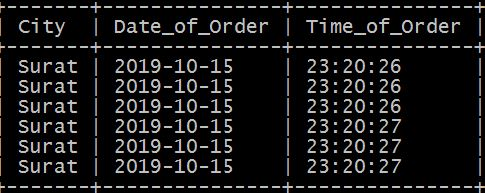 +-------+---------------+---------------+
| City  | Date_of_Order | Time_of_Order |
+-------+---------------+---------------+
| Surat | 2019-10-15    | 23:20:26      |
| Surat | 2019-10-15    | 23:20:26      |
| Surat | 2019-10-15    | 23:20:26      |
| Surat | 2019-10-15    | 23:20:27      |
| Surat | 2019-10-15    | 23:20:27      |
| Surat | 2019-10-15    | 23:20:27      |
+-------+---------------+---------------+